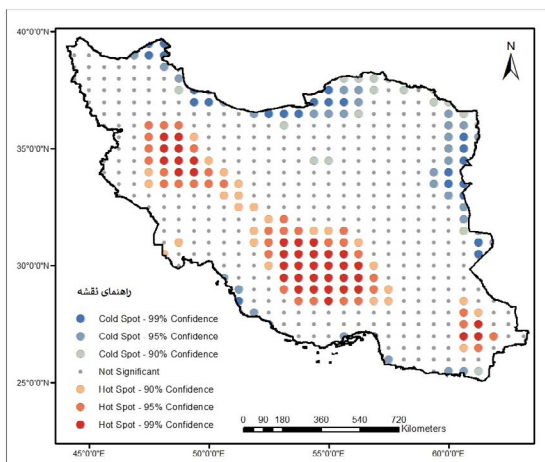 40°0'0"N
N
35°0'0"N
30°0'0"N
راهنمای نقشه
Cold Spot - 99% Confidence
Cold Spot - 95% Confidence
Cold Spot - 90% Confidence
Not Significant
Hot Spot - 90% Confidence
Hot Spot - 95% Confidence
Hot Spot - 99% Confidence
25°0'0"N
0 90 180 360 540 720
Kilometers
45°0'0"E 50°0'0"E 55°0'0"E 60°0'0"E